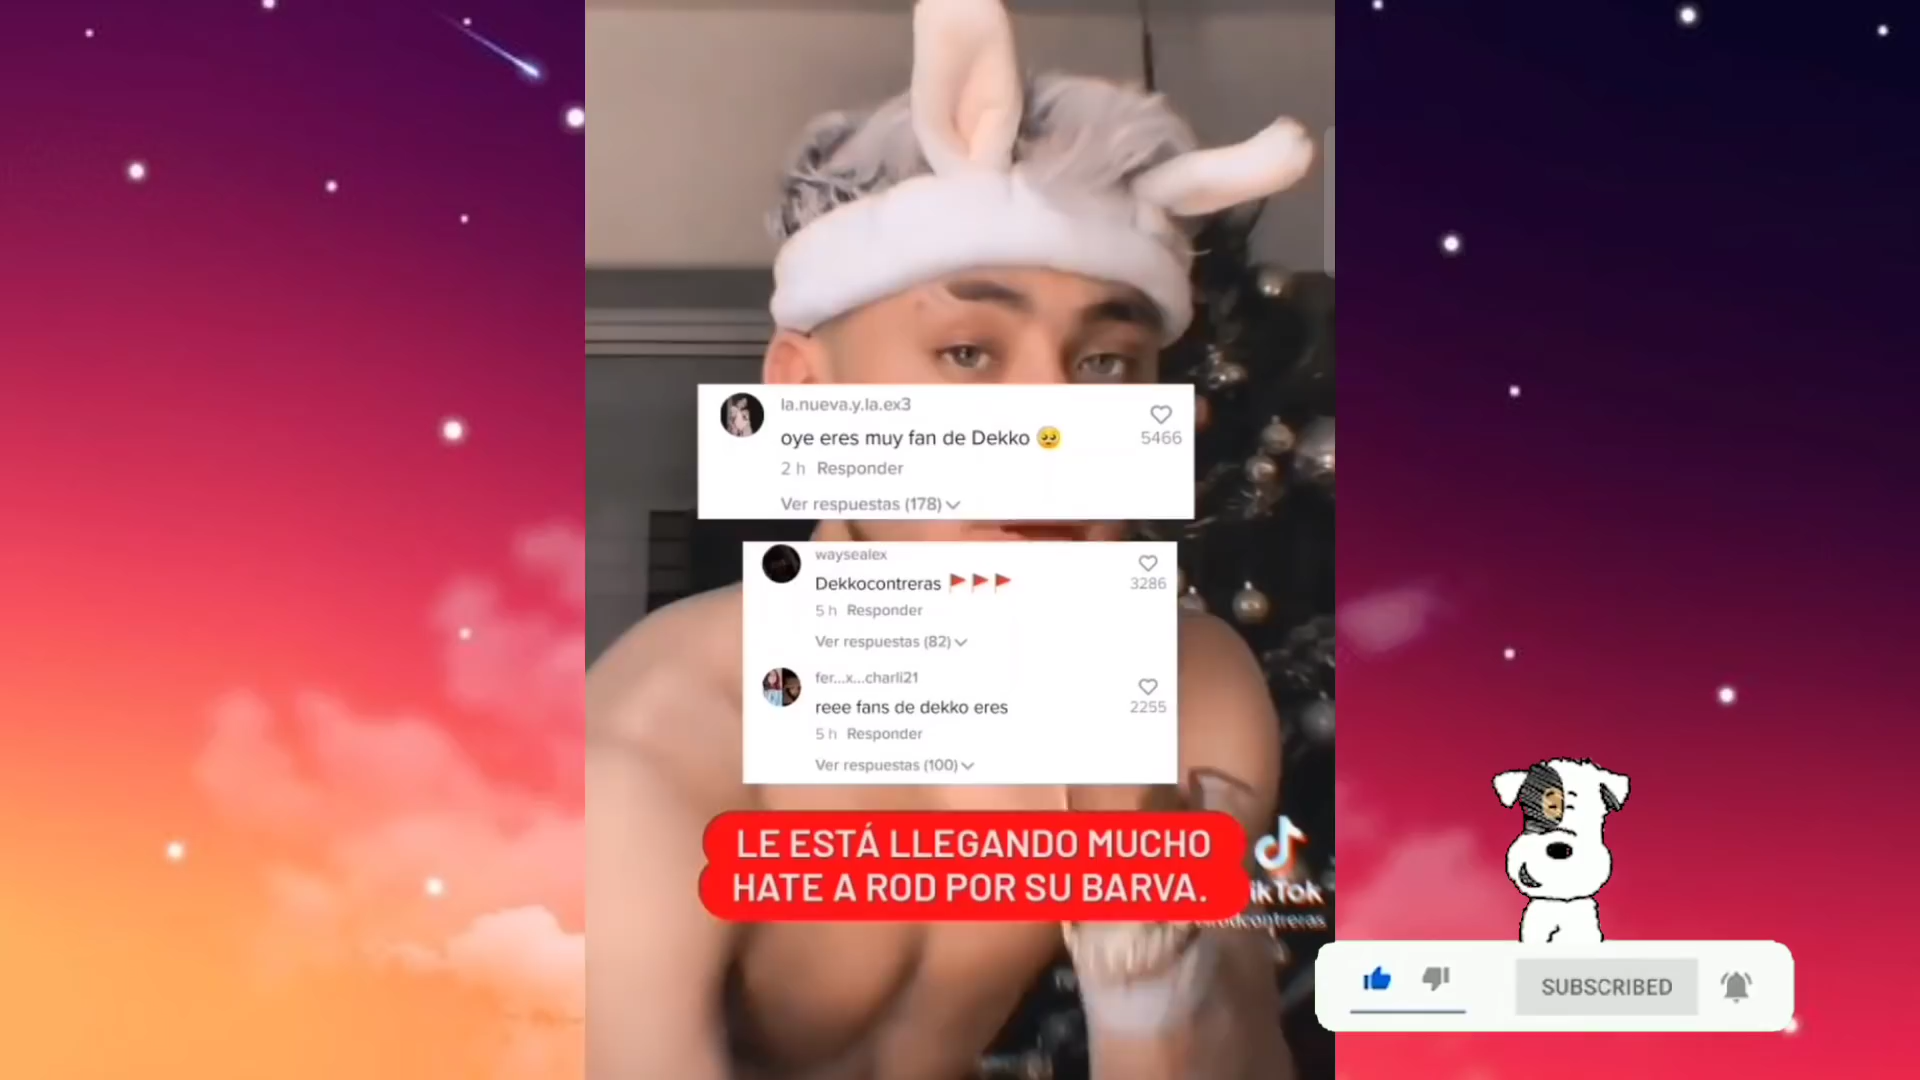 la.nueva.y.la.ex3
oye eres muy fan de Dekko 🥺
5466
2 h Responder
Ver respuestas (178)
waysealex
Dekkocontreras 🚩🚩🚩
3286
5 h Responder
Ver respuestas (82)
fer...x...charli21
reee fans de dekko eres
2255
5 h Responder
Ver respuestas (100)
LE ESTÁ LLEGANDO MUCHO
HATE A ROD POR SU BARVA.
SUBSCRIBED